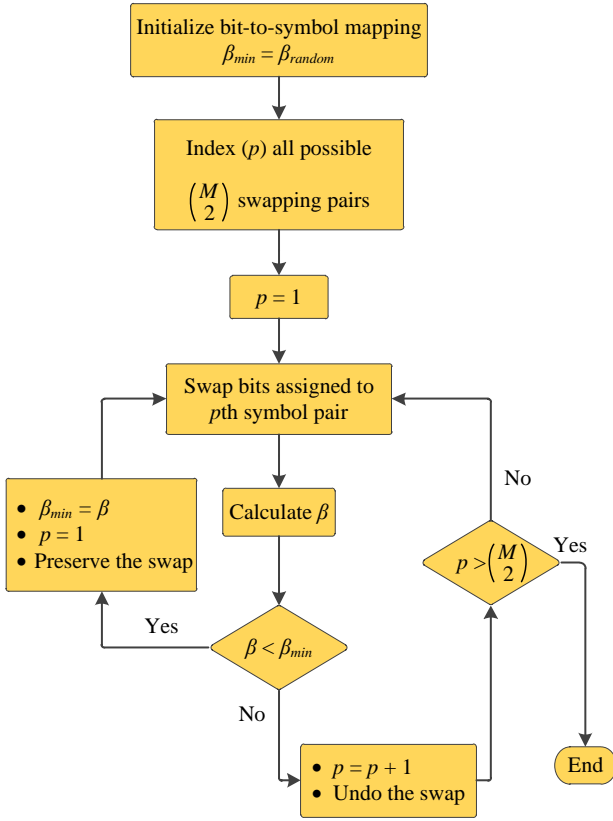 Initialize bit-to-symbol mapping
β_min = β_random
Index (p) all possible
(M 2) swapping pairs
p = 1
Swap bits assigned to
pth symbol pair
Calculate β
• β_min = β
• p = 1
• Preserve the swap
Yes
β < β_min
No
• p = p + 1
• Undo the swap
No
p > (M 2)
Yes
End